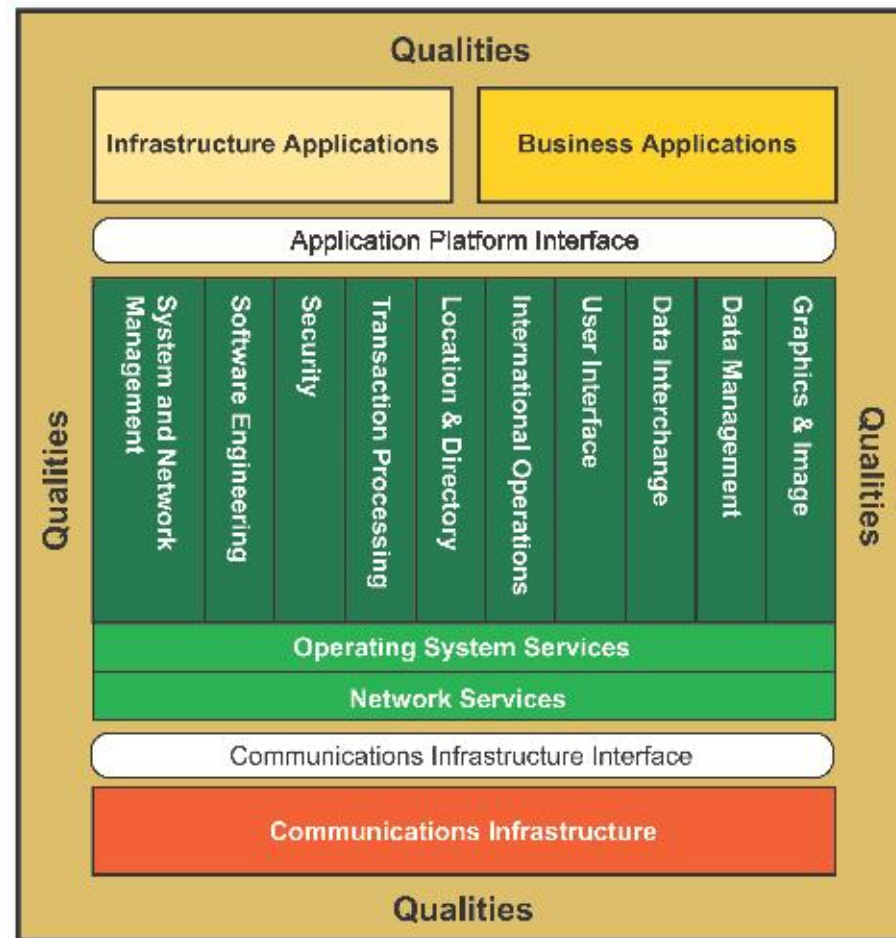 Qualities
Infrastructure Applications
Business Applications
Application Platform Interface
System and Network
Management
Software Engineering
Security
Transaction Processing
Location & Directory
International Operations
User Interface
Data Interchange
Data Management
Graphics & Image
Qualities
Qualities
Operating System Services
Network Services
Communications Infrastructure Interface
Communications Infrastructure
Qualities